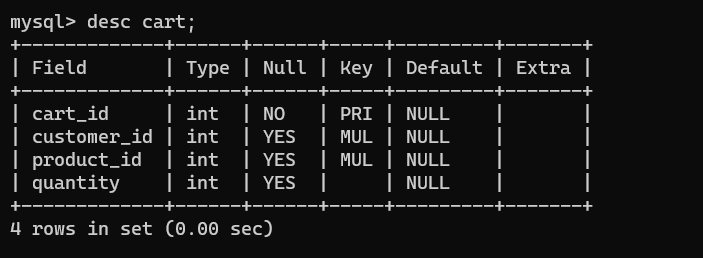 mysql> desc cart;
+-------------+------+------+-----+---------+-------+
| Field       | Type | Null | Key | Default | Extra |
+-------------+------+------+-----+---------+-------+
| cart_id     | int  | NO   | PRI | NULL    |       |
| customer_id | int  | YES  | MUL | NULL    |       |
| product_id  | int  | YES  | MUL | NULL    |       |
| quantity    | int  | YES  |     | NULL    |       |
+-------------+------+------+-----+---------+-------+
4 rows in set (0.00 sec)